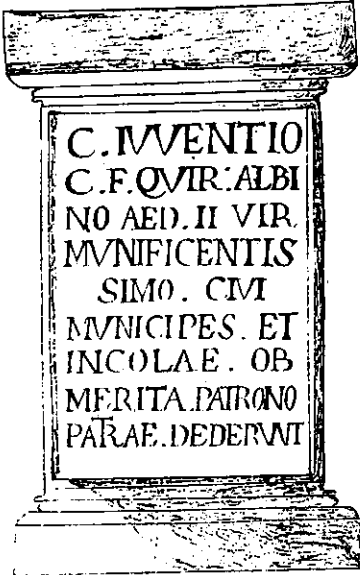 C. IVVENTIO
C. F. QVIR. ALBI
NO AED. II VIR
MVNIFICENTIS
SIMO. CIVI
MVNICIPES. ET
INCOLAE. OB
MERITA. PATRONO
PATRAE. DEDERVNT